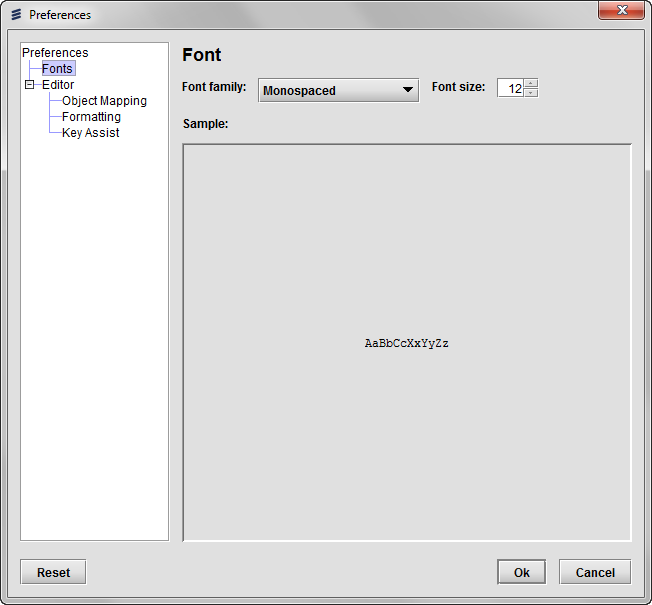 Preferences
Preferences
Fonts
Editor
Object Mapping
Formatting
Key Assist
Font
Font family: Monospaced Font size: 12
Sample:
AaBbCcXxYyZz
Reset Ok Cancel